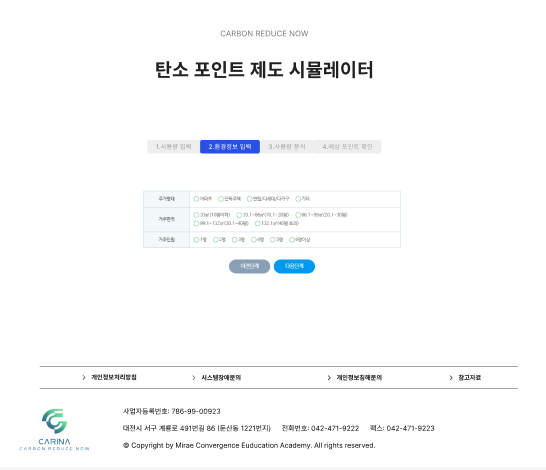 CARBON REDUCE NOW
탄소 포인트 제도 시뮬레이터
1.사용량 입력 2.환경정보 입력 3.사용량 분석 4.예상 포인트 확인
주거형태 아파트 단독주택 연립/다세대/다가구 기타
33㎡(10평이하) 33.1~66㎡(10.1~20평) 66.1~99㎡(20.1~30평)
거주면적
99.1~132㎡(30.1~40평) 132.1㎡(40평 초과)
거주인원 1명 2명 3명 4명 5명 6명이상
이전단계 다음단계
개인정보처리방침 시스템장애문의 개인정보침해문의 참고자료
사업자등록번호: 786-99-00923
대전시 서구 계룡로 491번길 86 (둔산동 1221번지) 전화번호: 042-471-9222 팩스: 042-471-9223
CARINA
CARBON REDUCE NOW
© Copyright by Mirae Convergence Euducation Academy. All rights reserved.